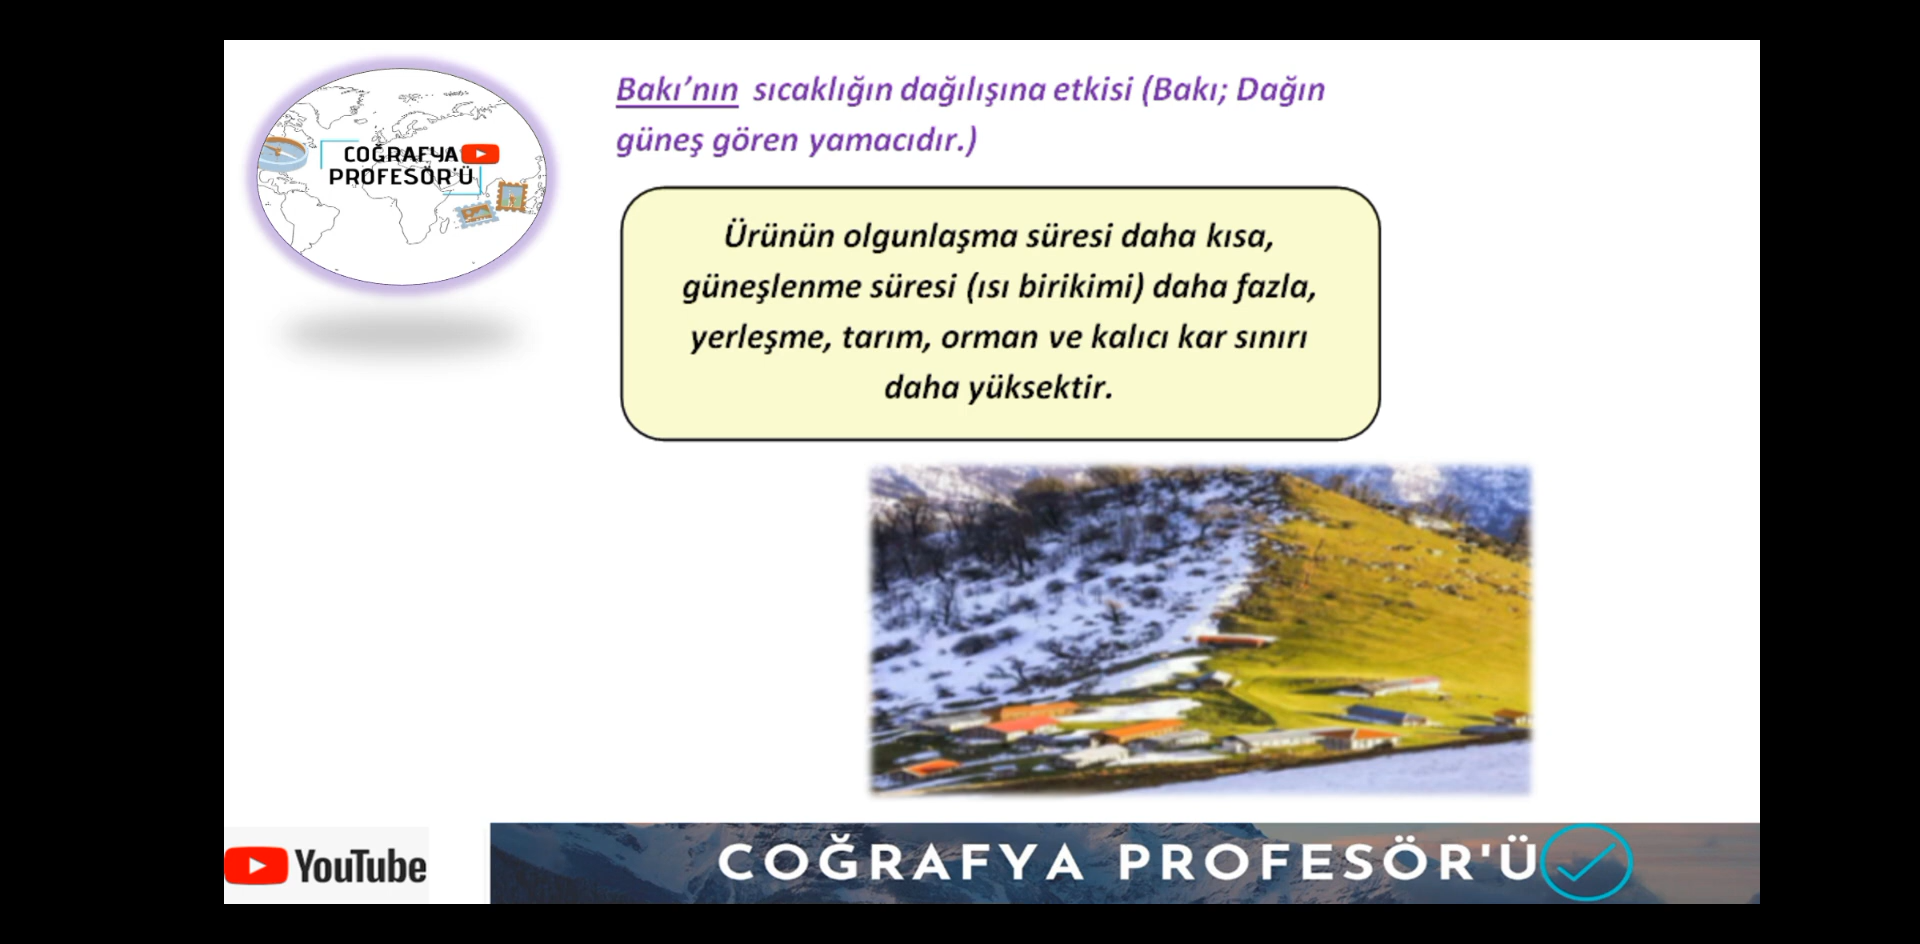 COĞRAFYA
PROFESÖR'Ü
Bakı’nın sıcaklığın dağılışına etkisi (Bakı; Dağın
güneş gören yamacıdır.)
Ürünün olgunlaşma süresi daha kısa,
güneşlenme süresi (ısı birikimi) daha fazla,
yerleşme, tarım, orman ve kalıcı kar sınırı
daha yüksektir.
YouTube
COĞRAFYA PROFESÖR'Ü